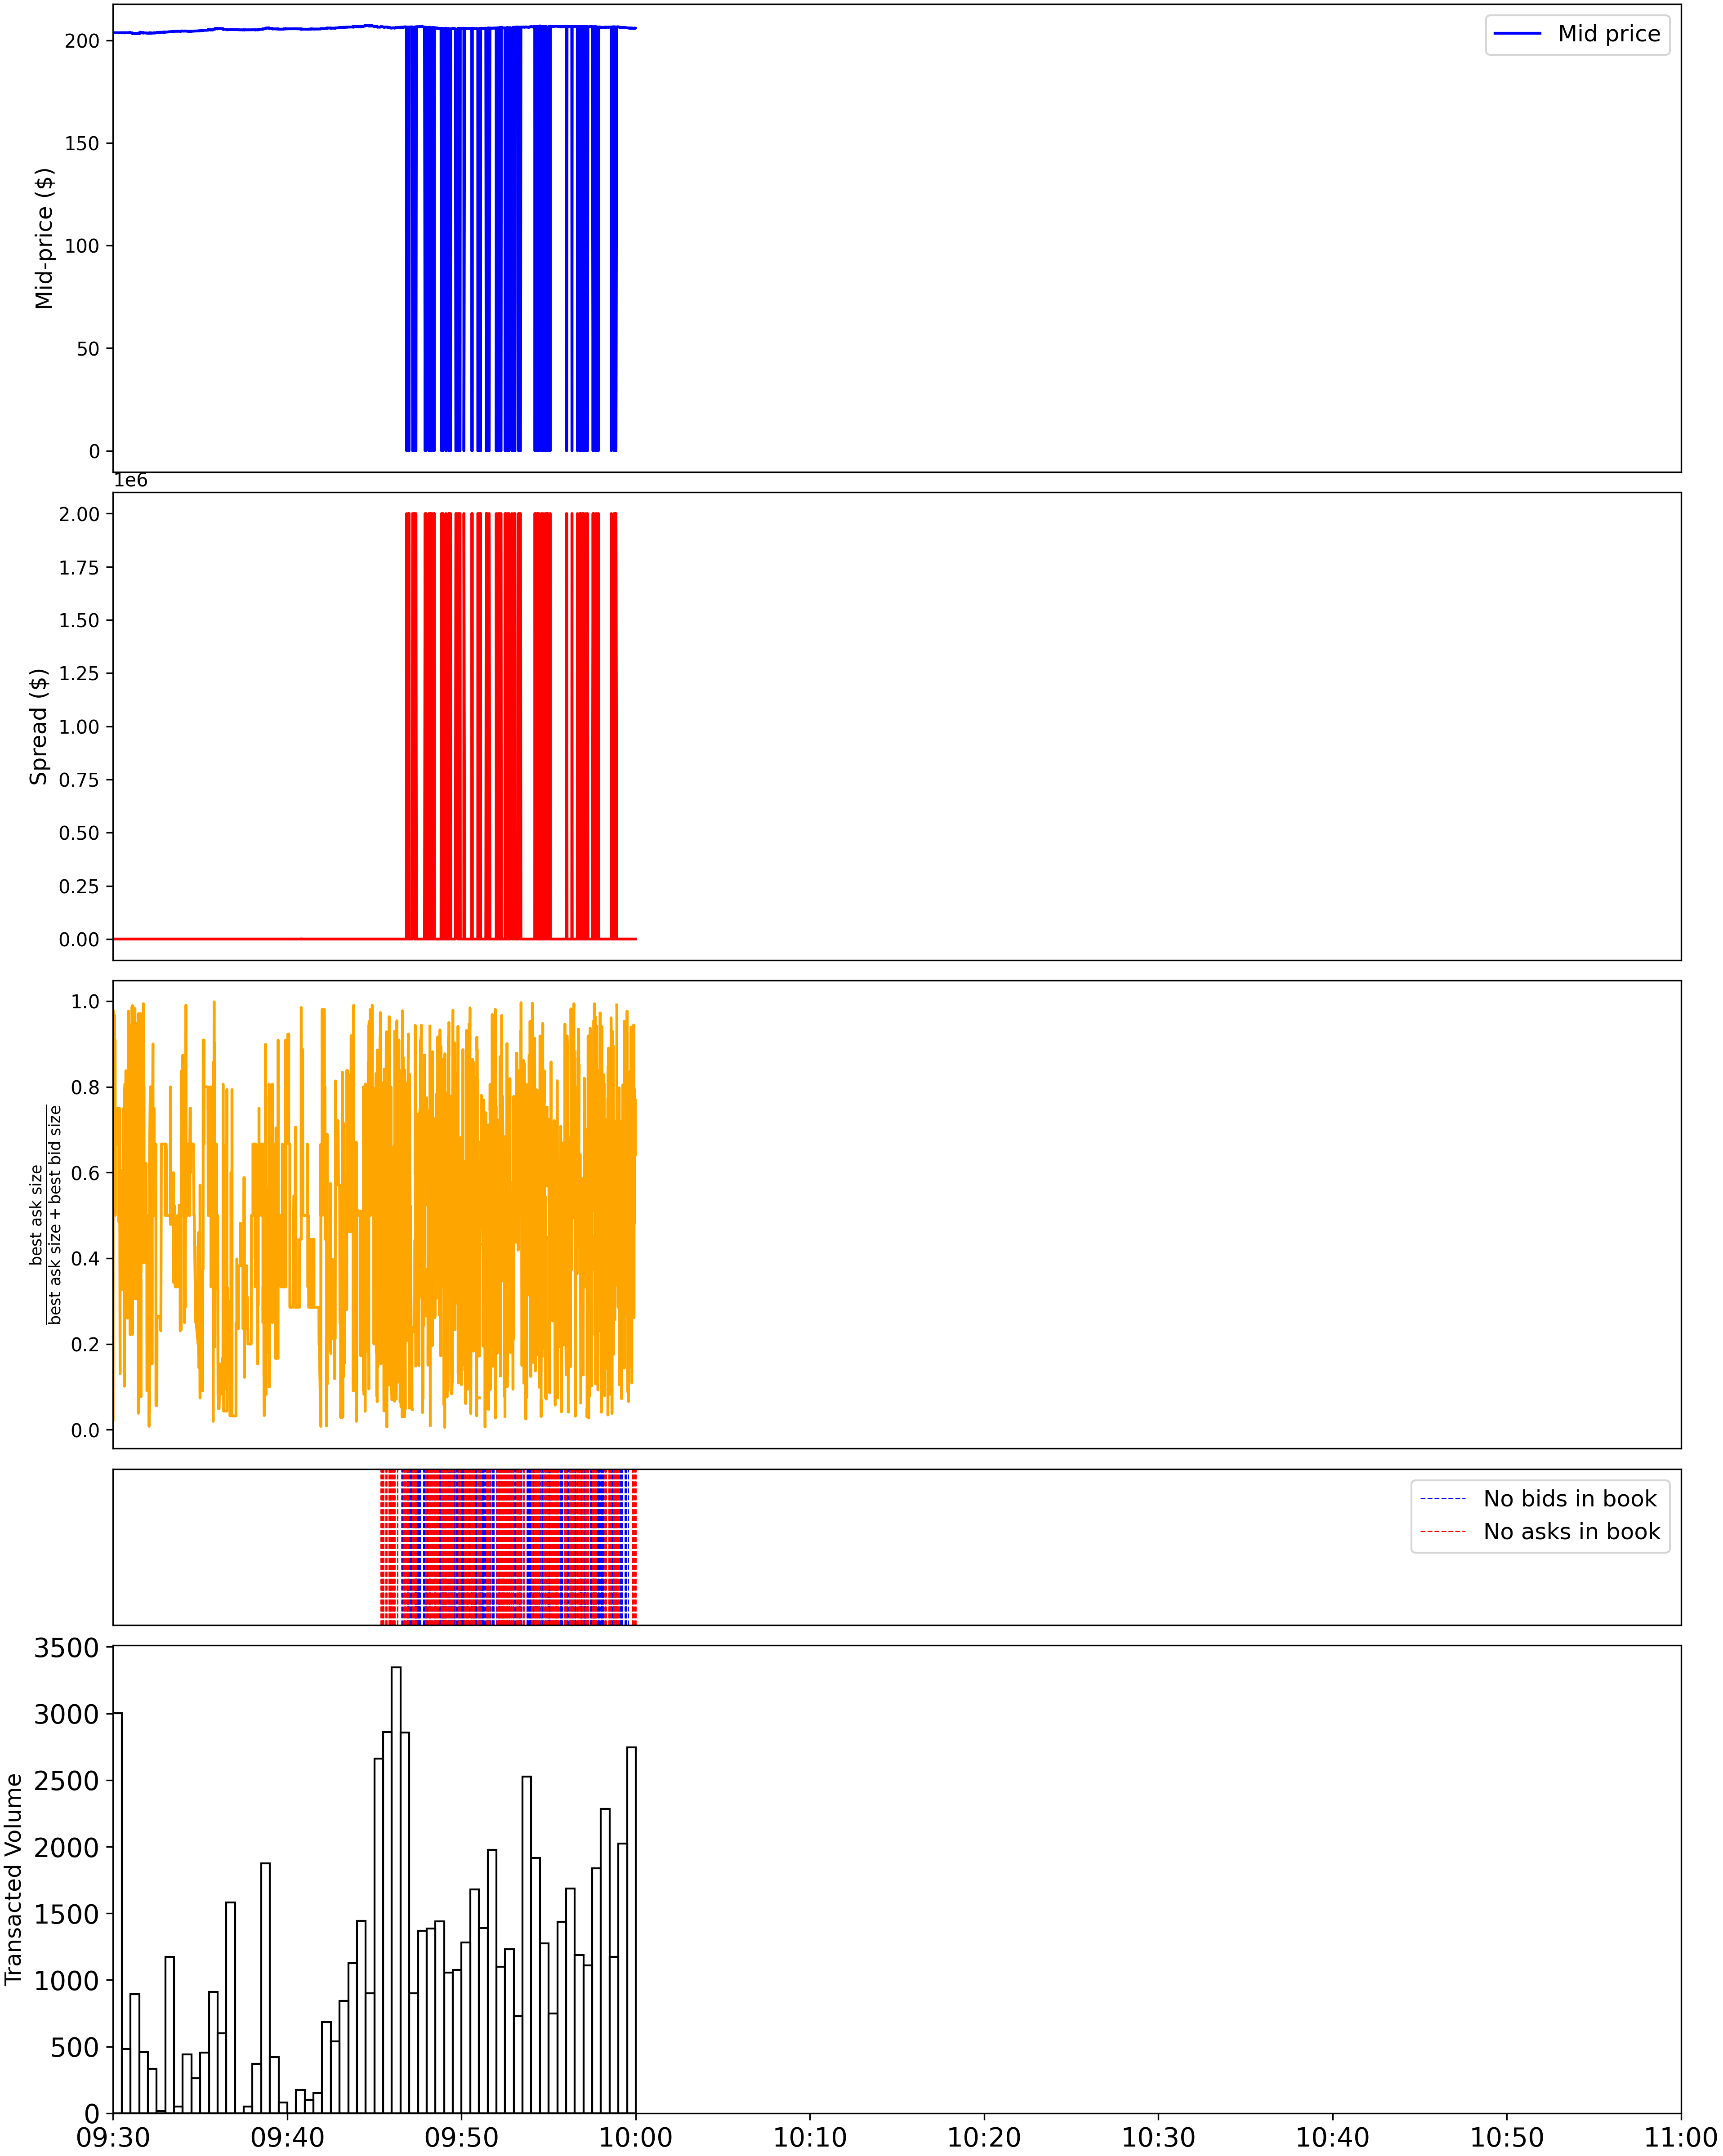 Mid price
200
150
100
50
0
Mid-price ($)
1e6
2.00
1.75
1.50
1.25
1.00
0.75
0.50
0.25
0.00
Spread ($)
1.0
0.8
0.6
0.4
0.2
0.0
best ask size
best ask size + best bid size
No bids in book
No asks in book
3500
3000
2500
2000
1500
1000
500
0
Transacted Volume
09:30 09:40 09:50 10:00 10:10 10:20 10:30 10:40 10:50 11:00